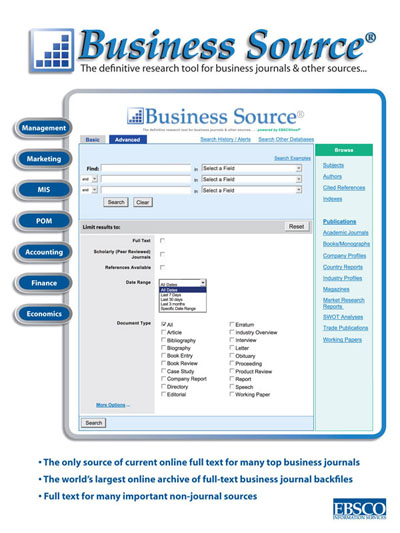 Business Source®
The definitive research tool for business journals & other sources...
Management
Marketing
MIS
POM
Accounting
Finance
Economics
Business Source®
The definitive research tool for business journals & other sources ... powered by EBSCOhost®
Basic Advanced Search History / Alerts Search Other Databases
Search Examples
Find: in Select a Field
and in Select a Field
and in Select a Field
Search Clear
Limit results to: Reset
Full Text
Scholarly (Peer Reviewed) Journals
References Available
Date Range All Dates
All Dates
Last 7 Days
Last 30 days
Last 3 months
Specific Date Range
Document Type
All
Article
Bibliography
Biography
Book Entry
Book Review
Case Study
Company Report
Directory
Editorial
Erratum
Industry Overview
Interview
Letter
Obituary
Proceeding
Product Review
Report
Speech
Working Paper
More Options...
Search
Browse
Subjects
Authors
Cited References
Indexes
Publications
Academic Journals
Books/Monographs
Company Profiles
Country Reports
Industry Profiles
Magazines
Market Research
Reports
SWOT Analyses
Trade Publications
Working Papers
• The only source of current online full text for many top business journals
• The world's largest online archive of full-text business journal backfiles
• Full text for many important non-journal sources
EBSCO
INFORMATION SERVICES